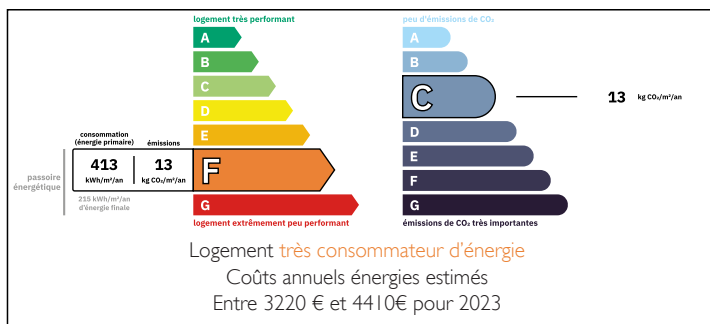 logement très performant
A
B
C
D
E
consommation
(énergie primaire)
émissions
413
kWh/m²/an
13
kg CO₂/m²/an
F
passoire
énergétique
215 kWh/m²/an
d'énergie finale
G
logement extrêmement peu performant
peu d'émissions de CO₂
A
B
C
13 kg CO₂/m²/an
D
E
F
G
émissions de CO₂ très importantes
Logement très consommateur d'énergie
Coûts annuels énergies estimés
Entre 3220 € et 4410€ pour 2023